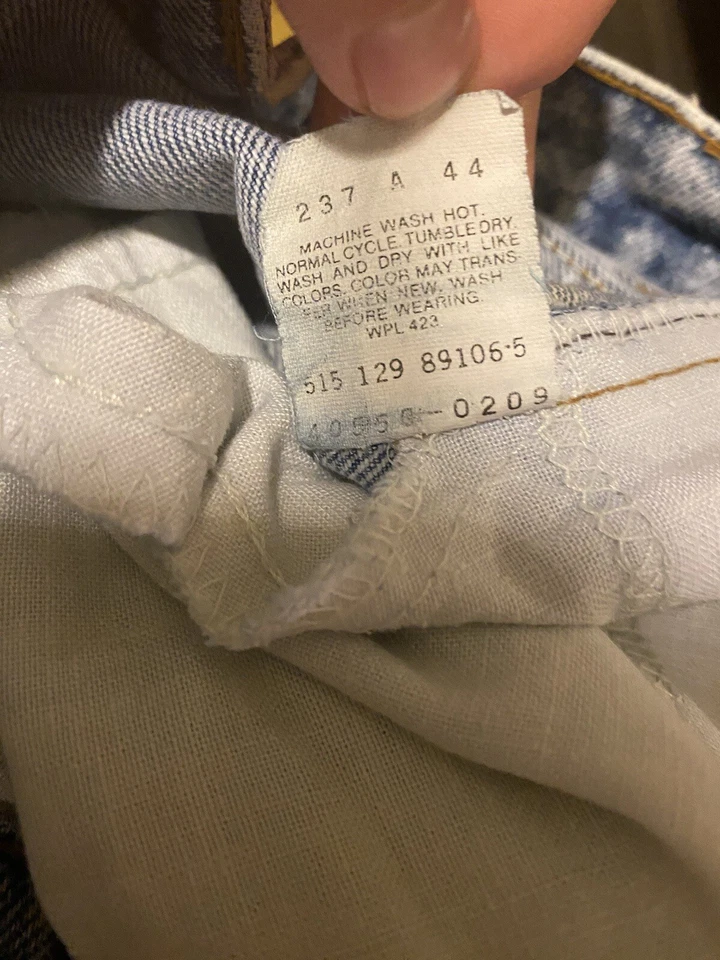 237 A 44
MACHINE WASH HOT.
NORMAL CYCLE. TUMBLE DRY.
WASH AND DRY WITH LIKE
COLORS. COLOR MAY TRANS-
FER WHEN NEW. WASH
BEFORE WEARING.
WPL 423
515 129 89106-5
-0209